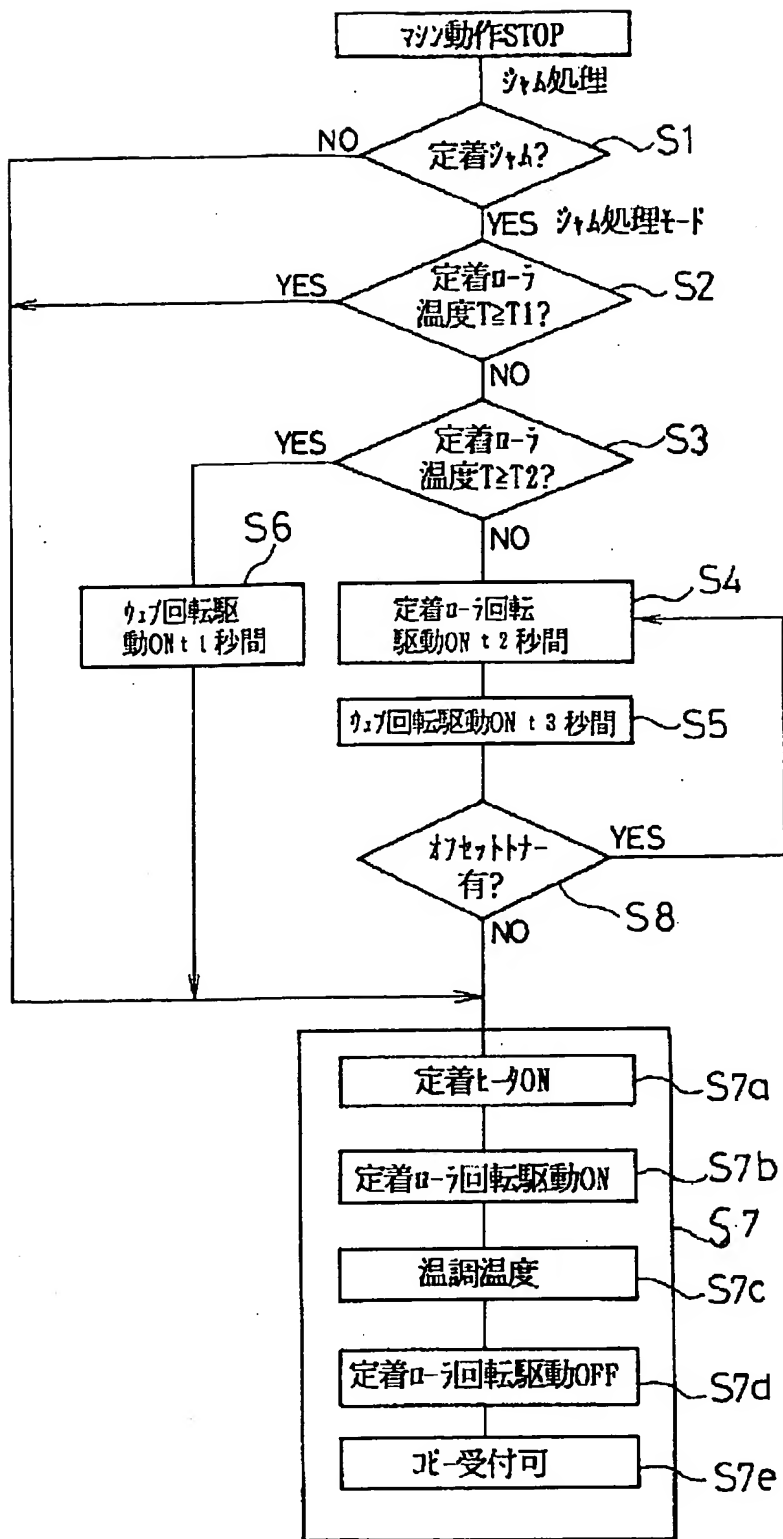 マシン動作STOP
ジャム処理
NO
定着ジャム?
S1
YES ジャム処理モード
YES
定着ローラ
温度T≧T1?
S2
NO
YES
定着ローラ
温度T≧T2?
S3
NO
S6
ウェブ回転駆
動ON t1秒間
定着ローラ回転
駆動ON t2秒間
S4
ウェブ回転駆動ON t3秒間
S5
オフセットトナー
有?
YES
S8
NO
定着ヒータON
S7a
定着ローラ回転駆動ON
S7b
S7
温調温度
S7c
定着ローラ回転駆動OFF
S7d
コピー受付可
S7e